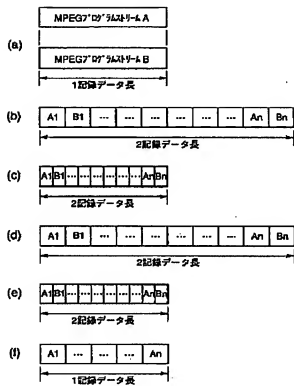 (a) MPEGプログラムストリームA
MPEGプログラムストリームB
1記録データ長
(b) A1 B1 ... ... ... ... ... ... An Bn
2記録データ長
(c) A1 B1 ... ... ... ... ... ... An Bn
2記録データ長
(d) A1 B1 ... ... ... ... ... ... An Bn
2記録データ長
(e) A1 B1 ... ... ... ... ... ... An Bn
2記録データ長
(f) A1 ... ... ... An
1記録データ長